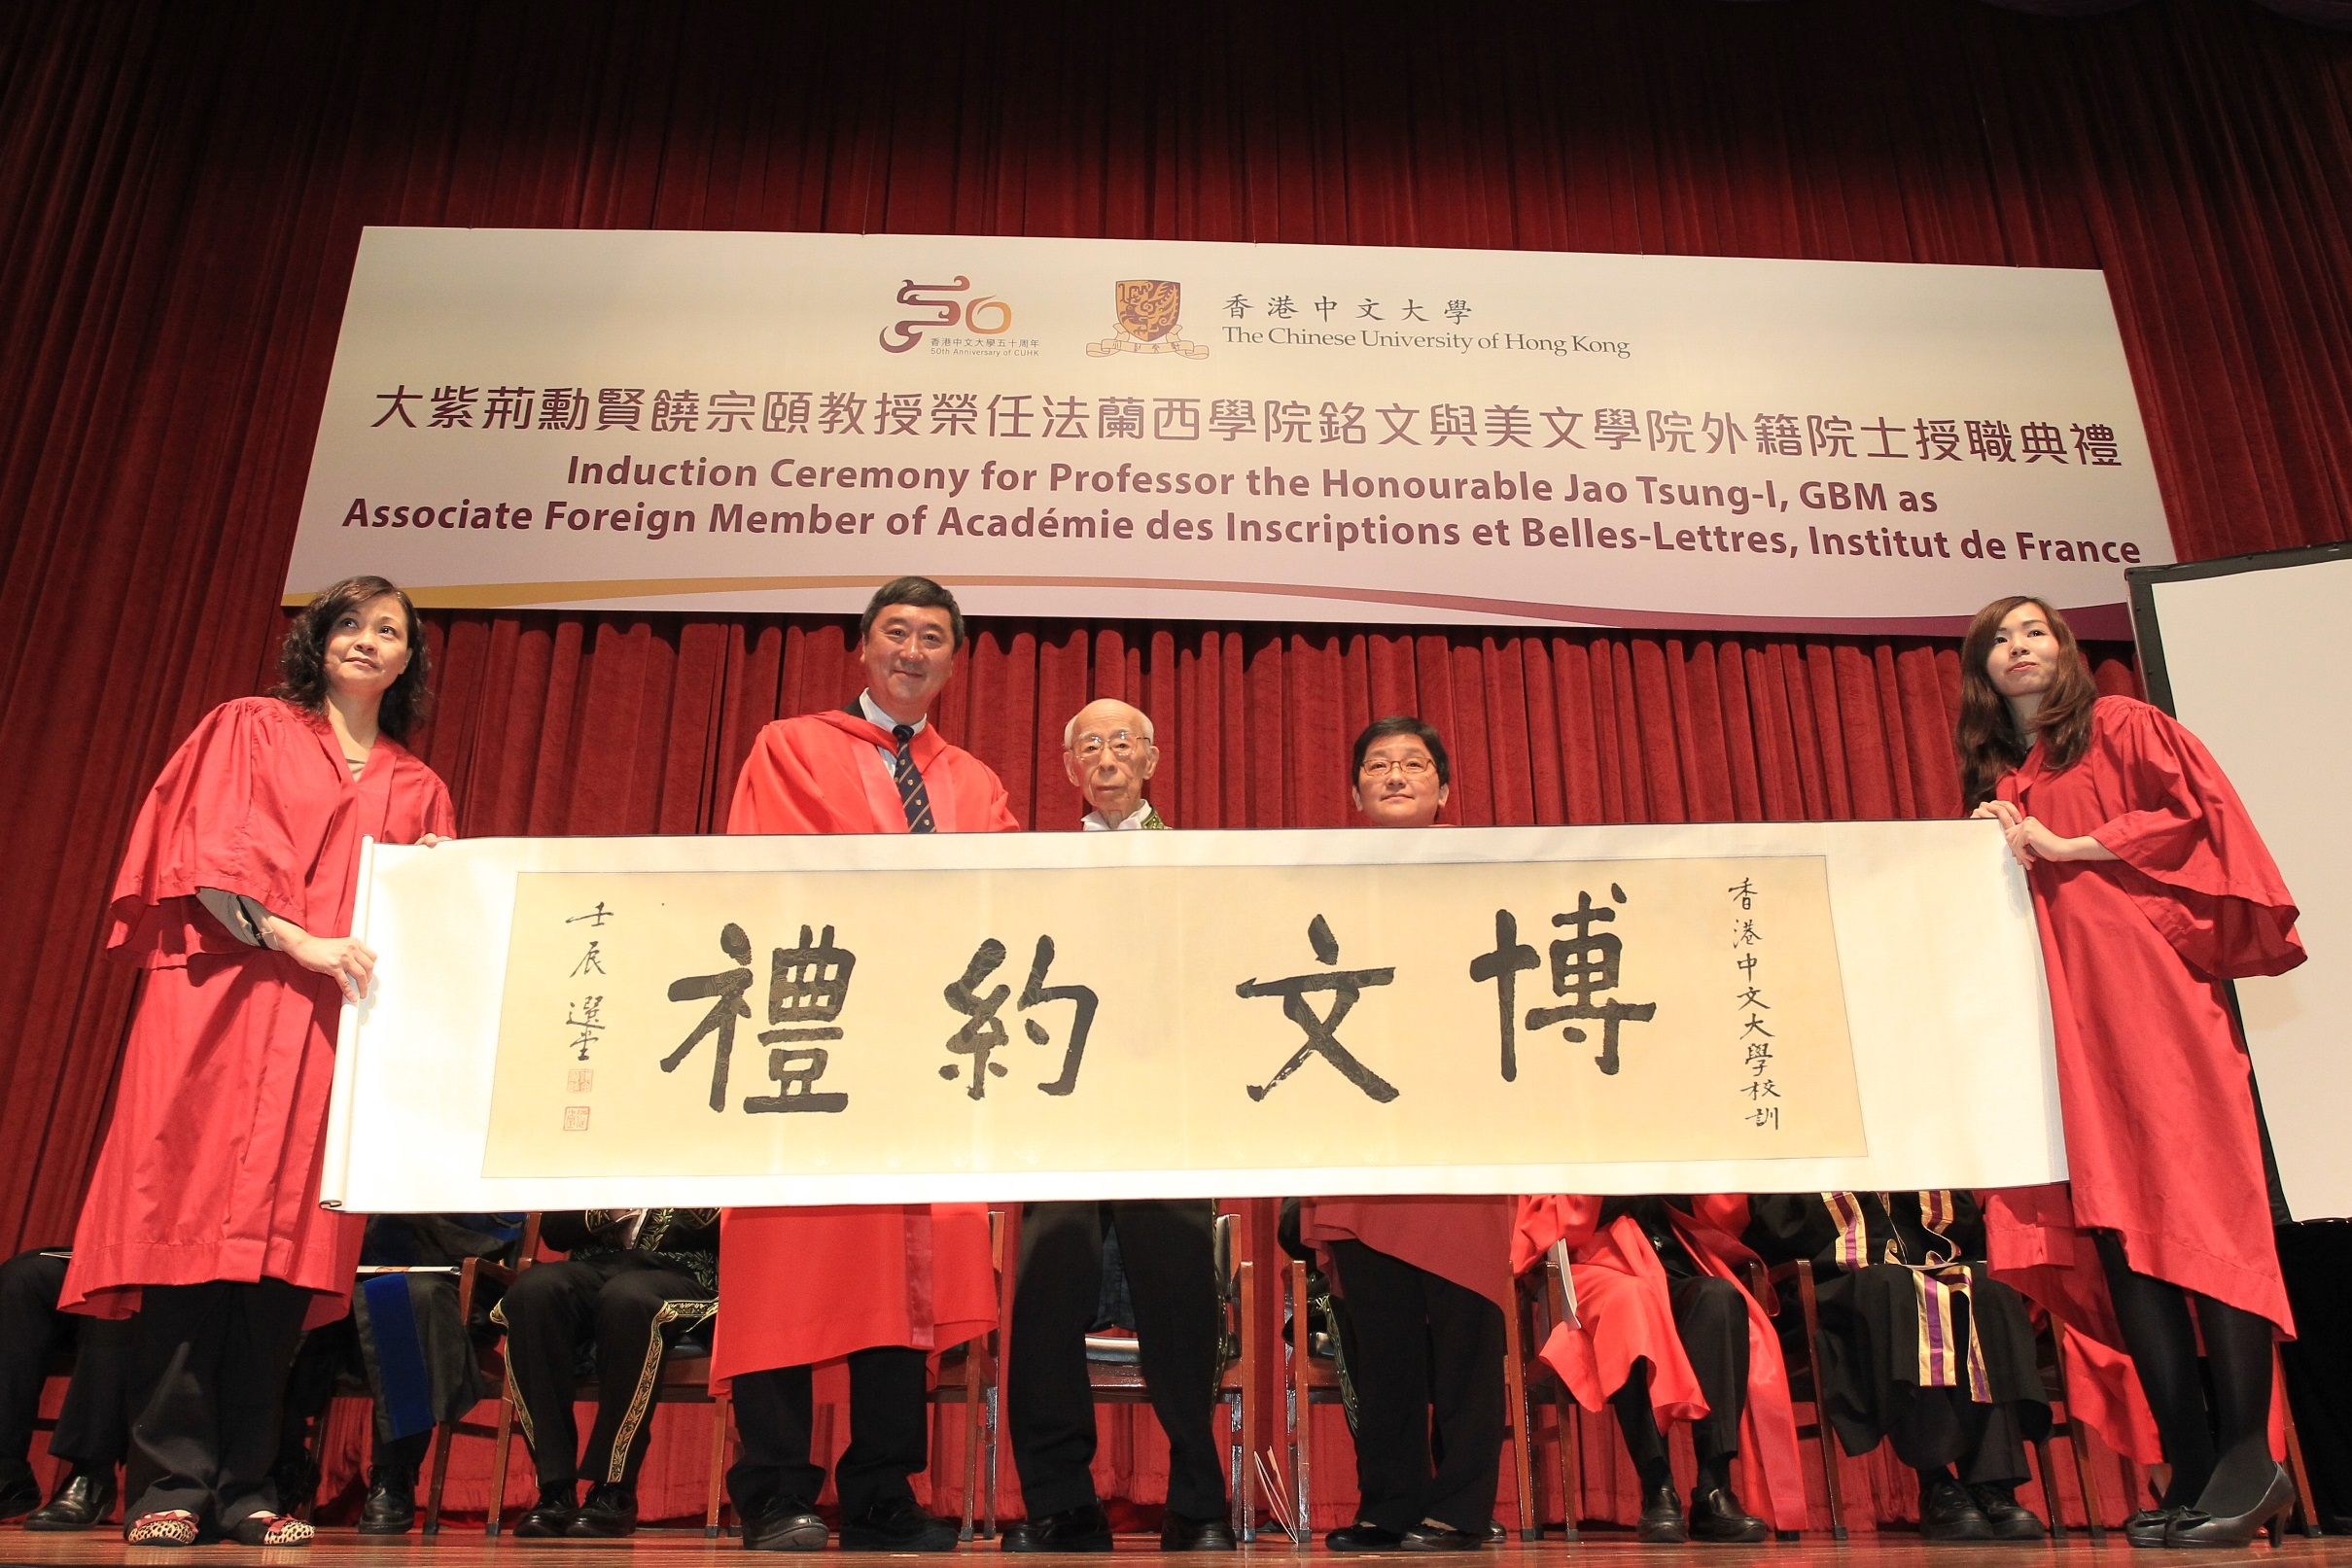 香港中文大學五十周年
50th Anniversary of CUHK
香港中文大學
The Chinese University of Hong Kong
大紫荊勳賢饒宗頤教授榮任法蘭西學院銘文與美文學院外籍院士授職典禮
Induction Ceremony for Professor the Honourable Jao Tsung-I, GBM as
Associate Foreign Member of Académie des Inscriptions et Belles-Lettres, Institut de France
香港中文大學校訓
博文約禮
壬辰 選堂